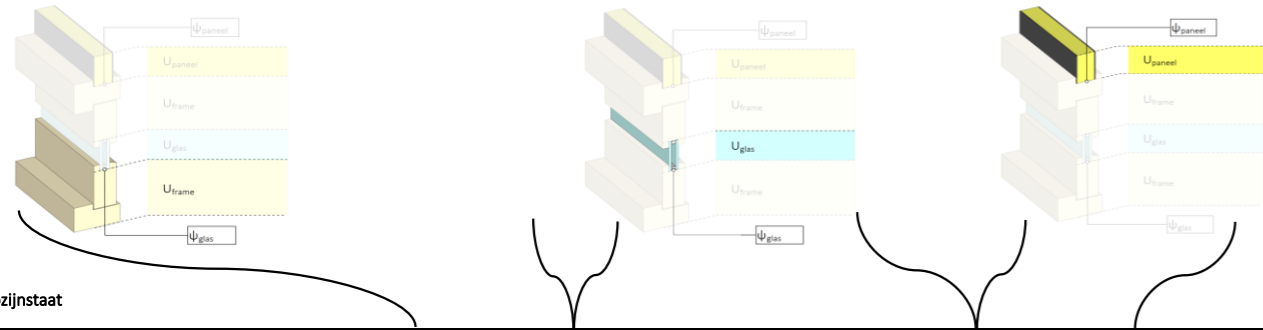 ψpaneel
Upaneel
Uframe
Uglas
Uframe
ψglas
ψpaneel
Upaneel
Uframe
Uglas
Uframe
ψglas
ψpaneel
Upaneel
Uframe
Uglas
Uframe
ψglas
zijnstaat